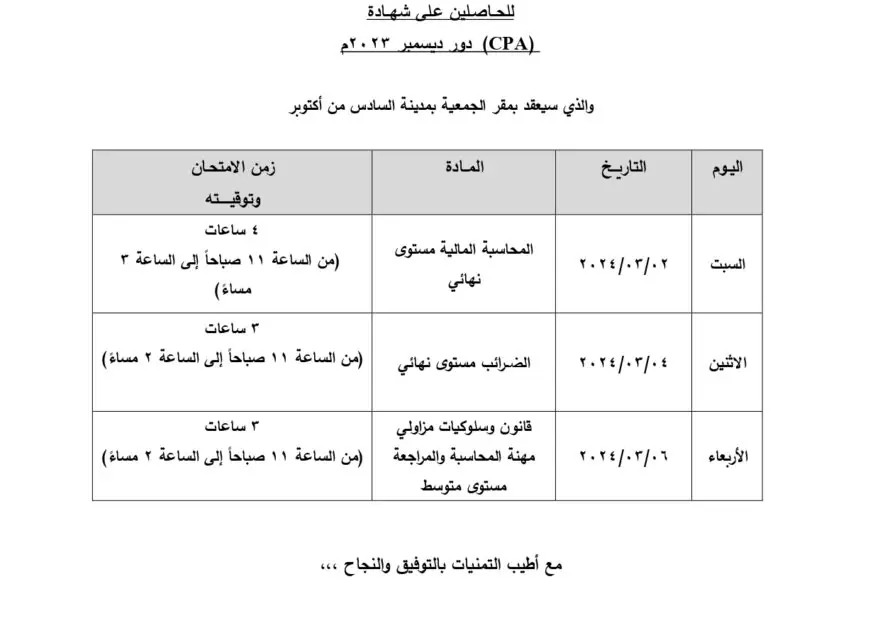 للحاصلين على شهادة
(CPA) دور ديسمبر ٢٠٢٣م
والذي سيعقد بمقر الجمعية بمدينة السادس من أكتوبر
اليوم
التاريخ
المادة
زمن الامتحان
وتوقيته
السبت
٢٠٢٤/٠٣/٠٢
المحاسبة المالية مستوى
نهائي
٤ ساعات
(من الساعة ١١ صباحاً إلى الساعة ٣
مساءً)
الاثنين
٢٠٢٤/٠٣/٠٤
الضرائب مستوى نهائي
٣ ساعات
(من الساعة ١١ صباحاً إلى الساعة ٢ مساءً)
الأربعاء
٢٠٢٤/٠٣/٠٦
قانون وسلوكيات مزاولي
مهنة المحاسبة والمراجعة
مستوى متوسط
٣ ساعات
(من الساعة ١١ صباحاً إلى الساعة ٢ مساءً)
مع أطيب التمنيات بالتوفيق والنجاح ،،،